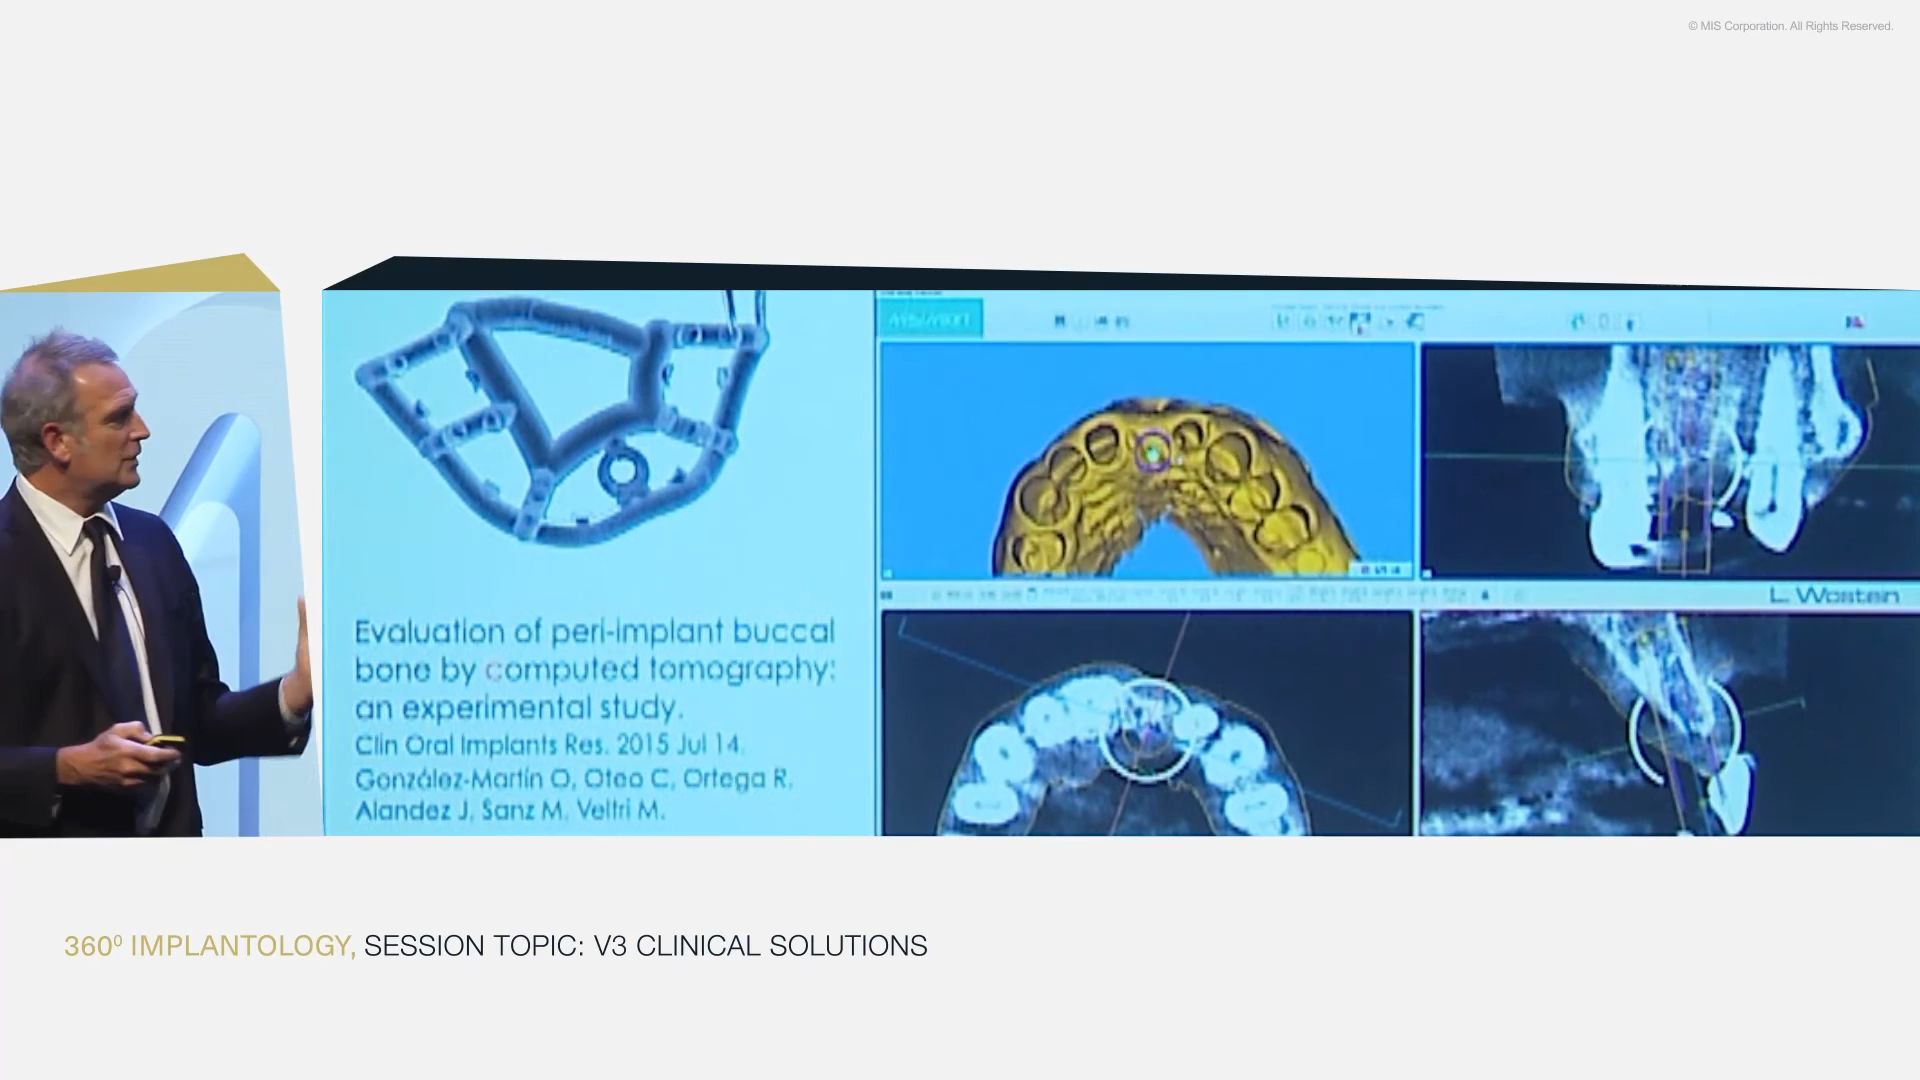 © MIS Corporation. All Rights Reserved.
Evaluation of peri-implant buccal
bone by computed tomography:
an experimental study.
Clin Oral Implants Res. 2015 Jul 14.
González-Martín O, Oteo C, Ortega R,
Alandez J, Sanz M, Veltri M.
L. Wostein
360⁰ IMPLANTOLOGY, SESSION TOPIC: V3 CLINICAL SOLUTIONS